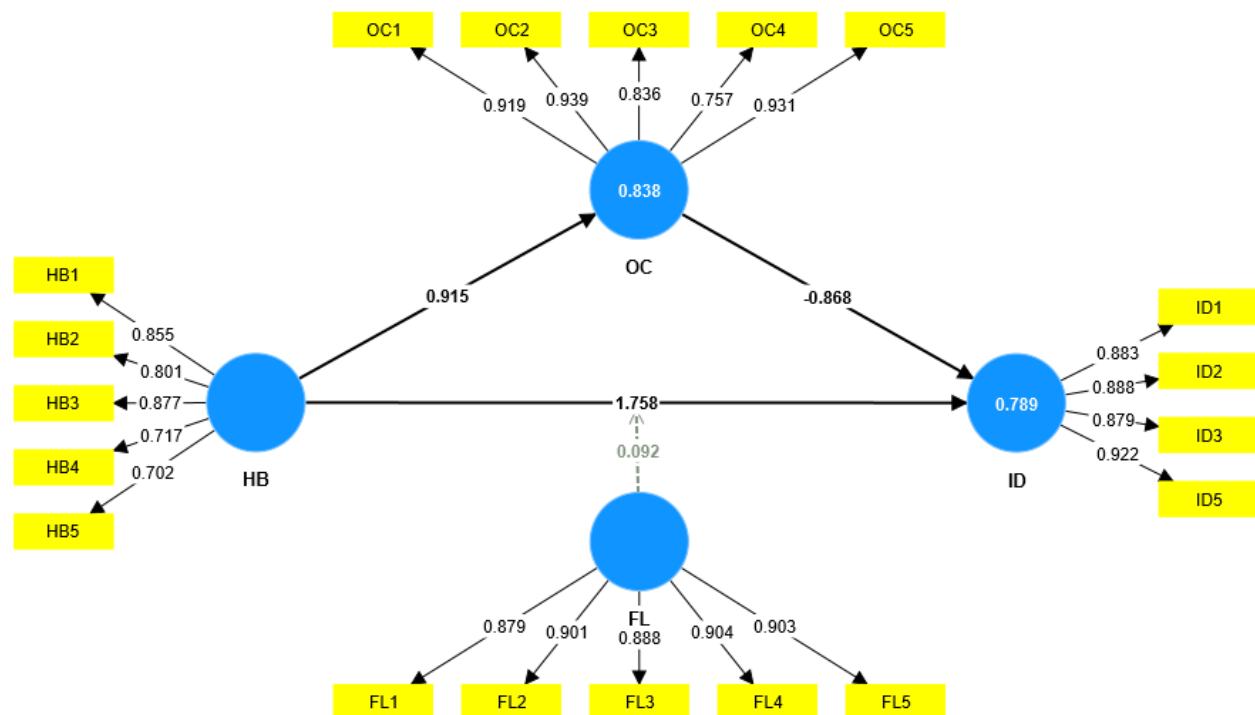 OC1 OC2 OC3 OC4 OC5
0.919 0.939 0.836 0.757 0.931
0.838
OC
HB1
HB2
HB3
HB4
HB5
0.855
0.801
0.877
0.717
0.702
HB
0.915
-0.868
1.758
0.092
0.789
ID
0.883
0.888
0.879
0.922
ID1
ID2
ID3
ID5
FL
0.879 0.901 0.888 0.904 0.903
FL1 FL2 FL3 FL4 FL5